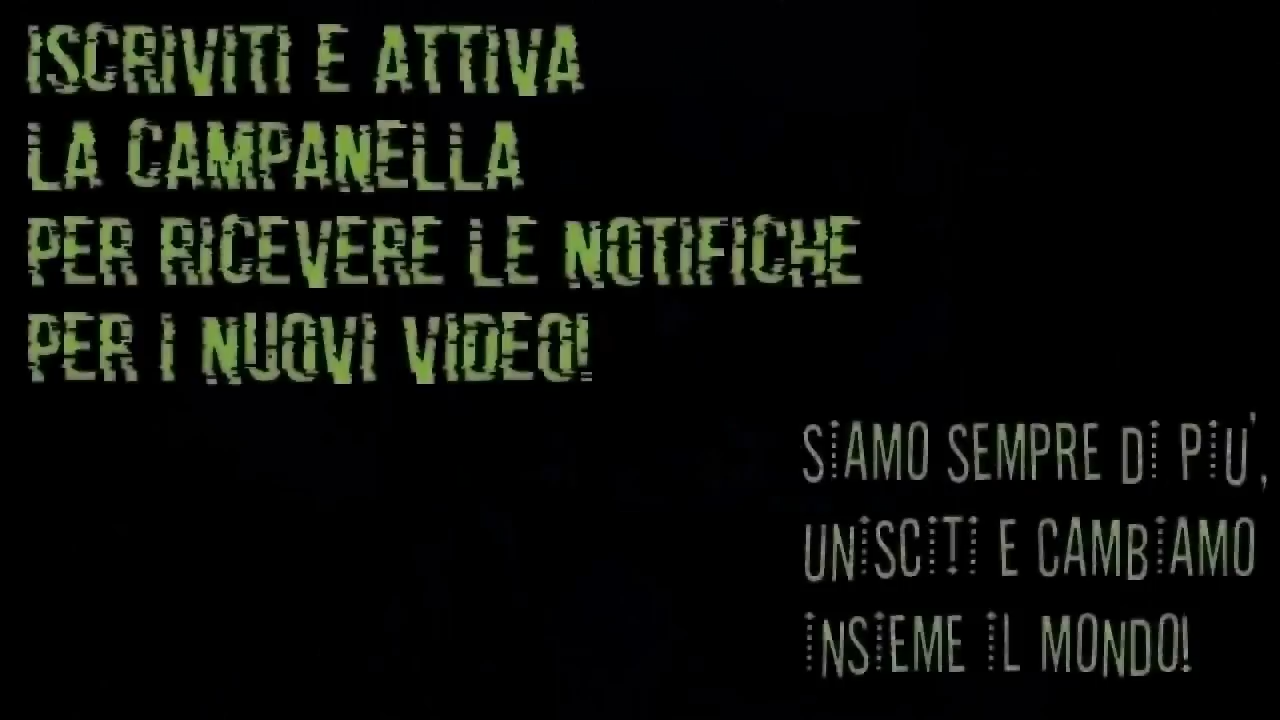 ISCRIVITI E ATTIVA
LA CAMPANELLA
PER RICEVERE LE NOTIFICHE
PER I NUOVI VIDEO!
SIAMO SEMPRE DI PIU',
UNISCITI E CAMBIAMO
INSIEME IL MONDO!